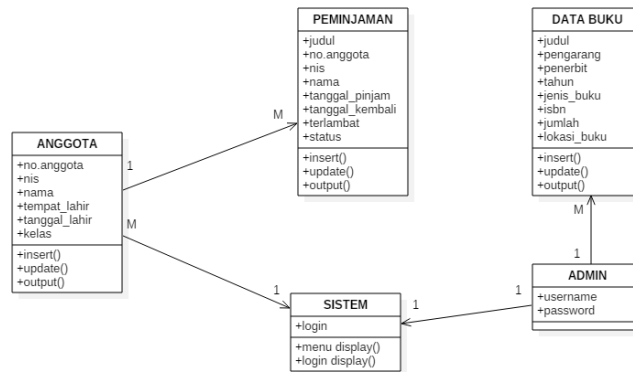 PEMINJAMAN
+judul
+no.anggota
+nis
+nama
+tanggal_pinjam
+tanggal_kembali
+terlambat
+status
+insert()
+update()
+output()
DATA BUKU
+judul
+pengarang
+penerbit
+tahun
+jenis_buku
+isbn
+jumlah
+lokasi_buku
+insert()
+update()
+output()
M
1
ANGGOTA
+no.anggota
+nis
+nama
+tempat_lahir
+tanggal_lahir
+kelas
+insert()
+update()
+output()
M
1
M
1
SISTEM
+login
+menu display()
+login display()
1
1
ADMIN
+username
+password